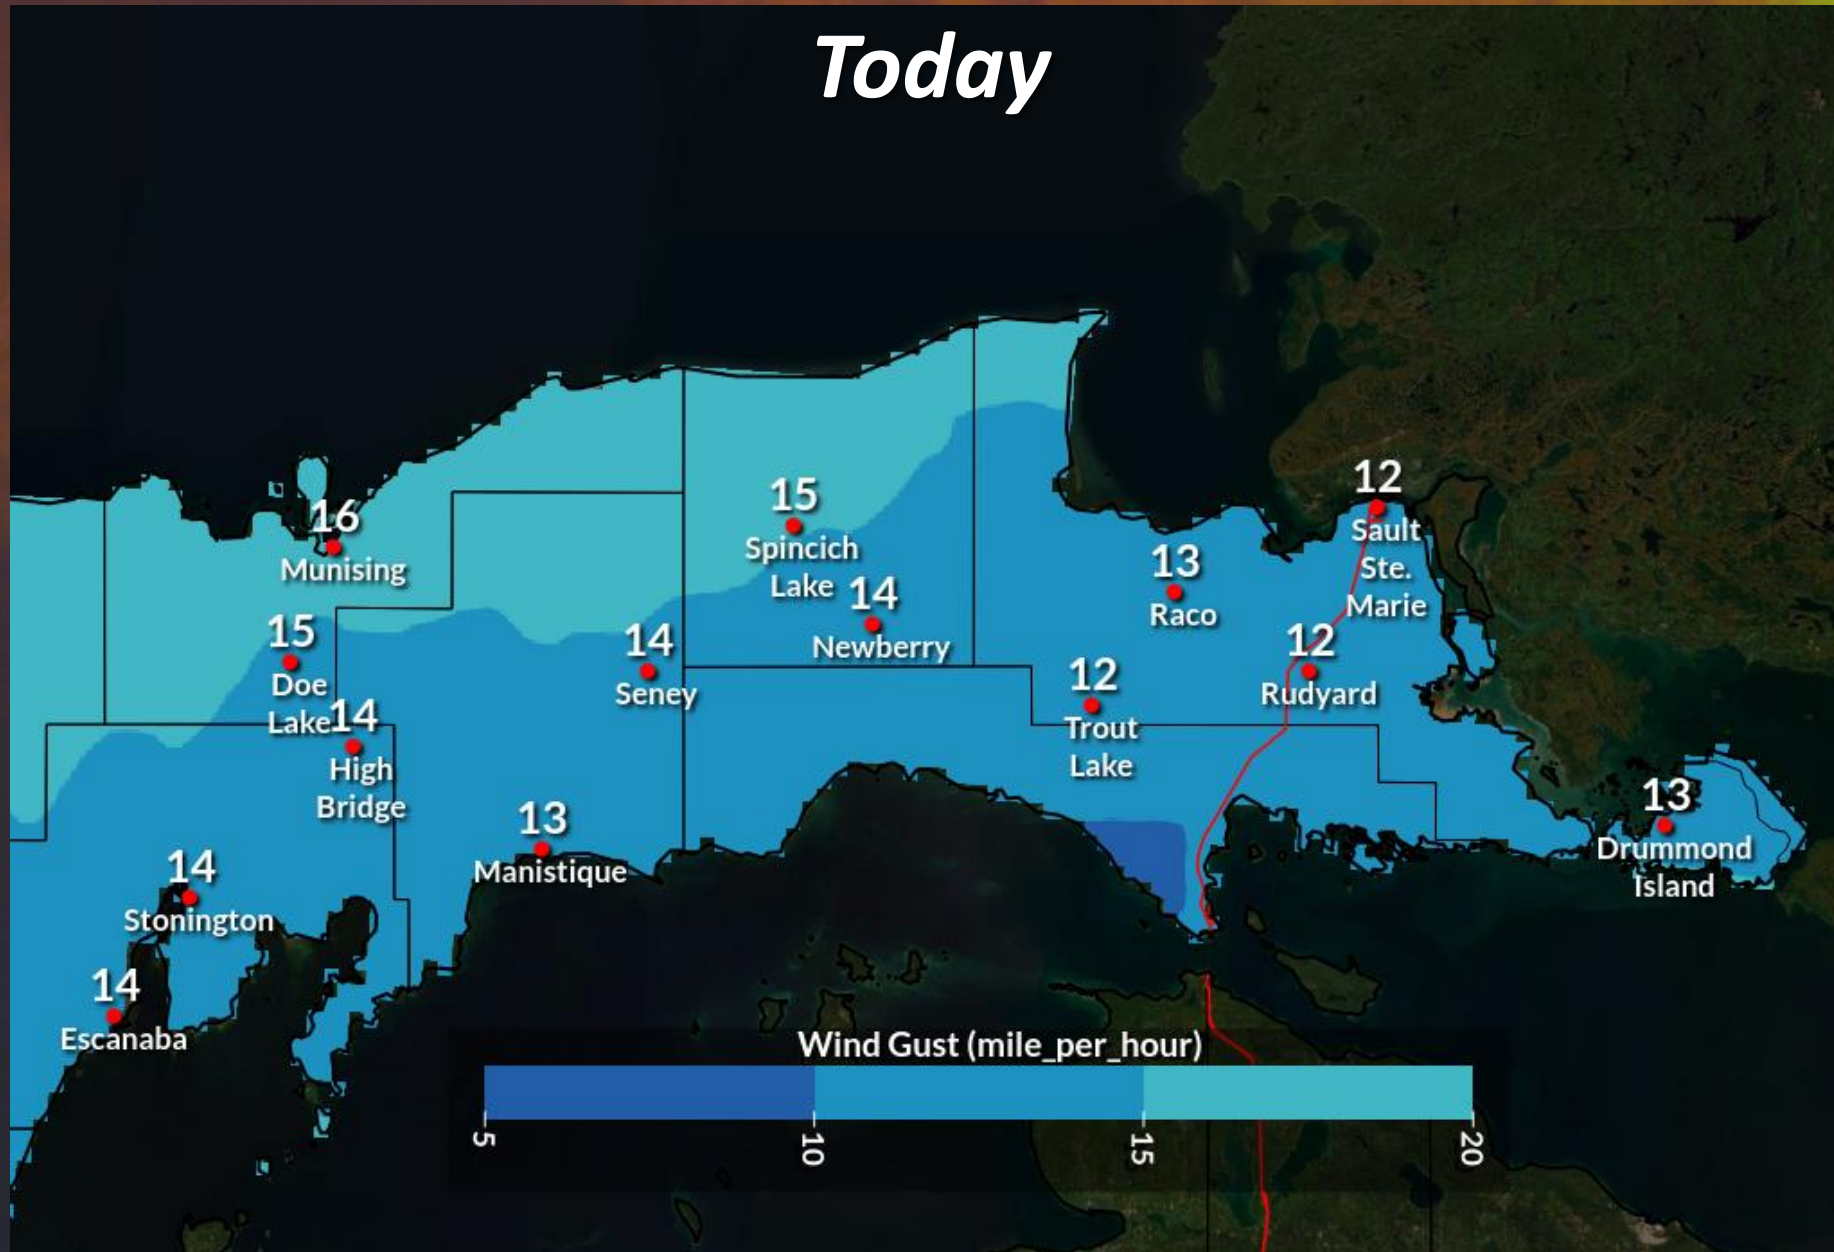 Today
12
Sault
Ste.
Marie
16
Munising
15
Spincich
Lake
13
Raco
14
Newberry
15
Doe
Lake
14
Seney
12
Rudyard
12
Trout
Lake
14
High
Bridge
13
Manistique
13
Drummond
Island
14
Stonington
14
Escanaba
Wind Gust (mile_per_hour)
5
10
15
20